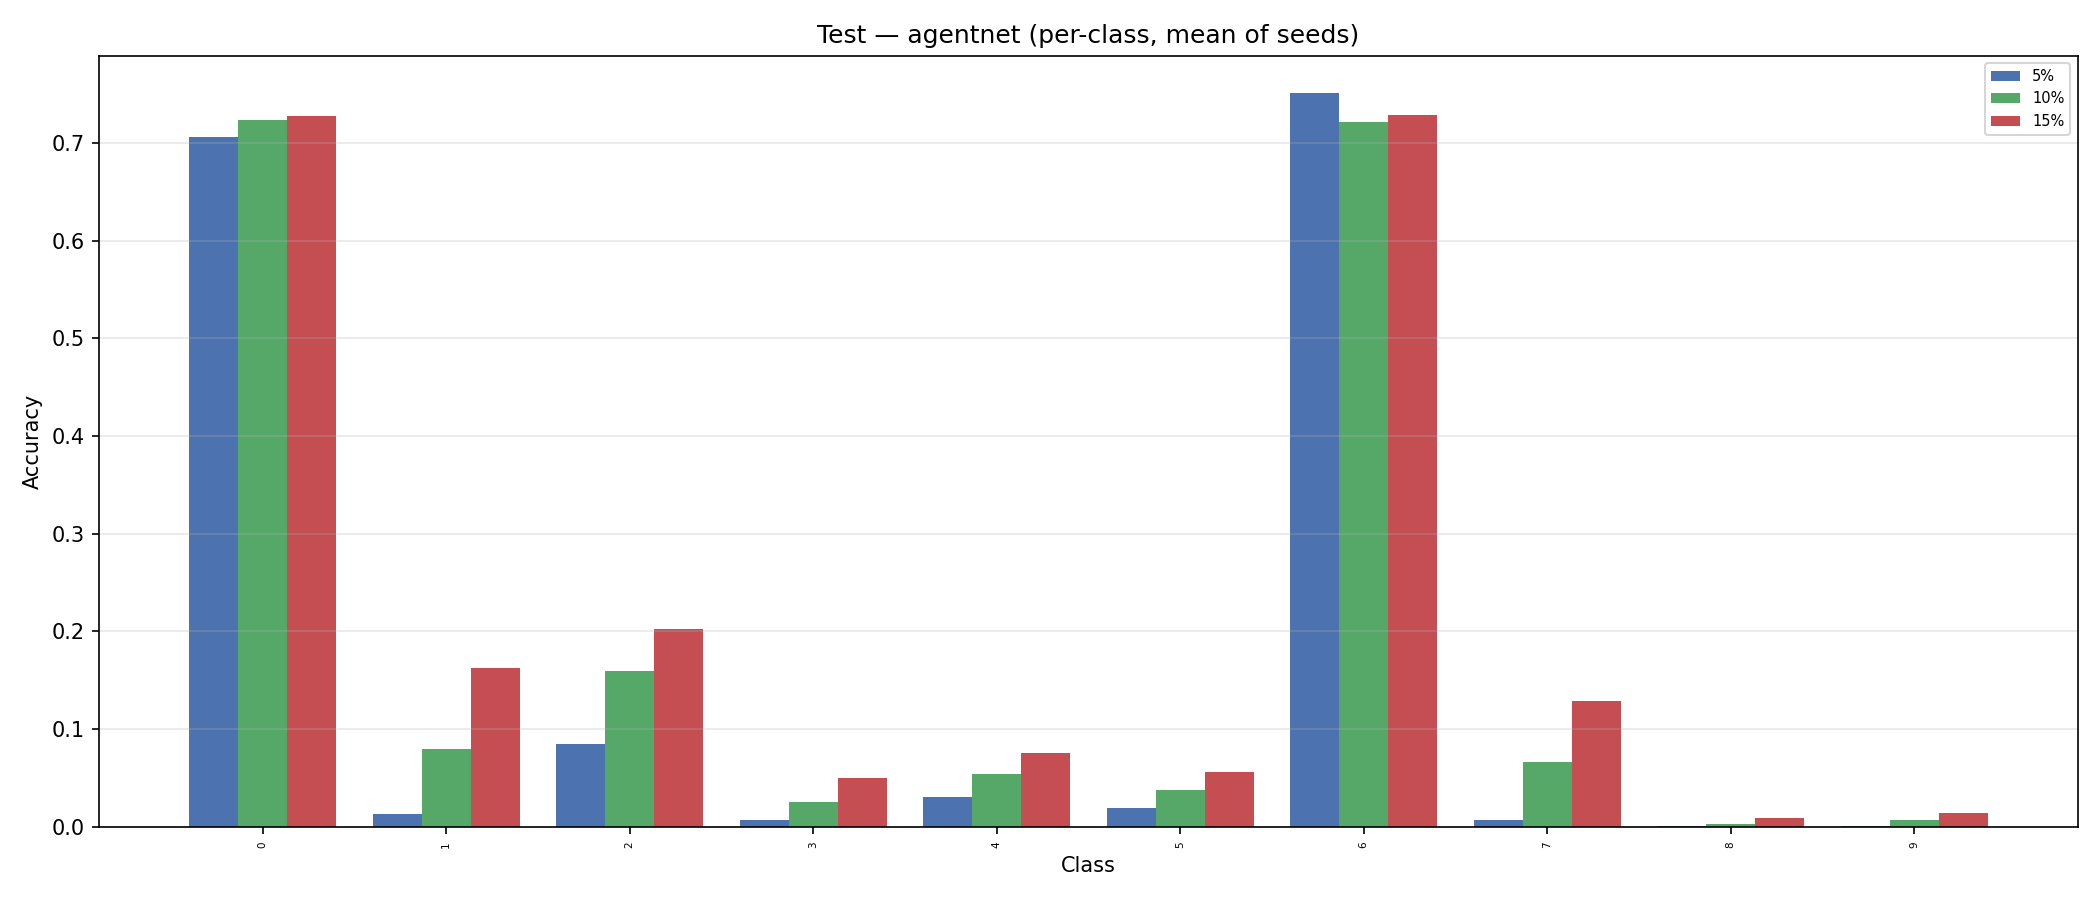 Test — agentnet (per-class, mean of seeds)
5%
10%
15%
Accuracy
0.7
0.6
0.5
0.4
0.3
0.2
0.1
0.0
0 1 2 3 4 5 6 7 8 9
Class